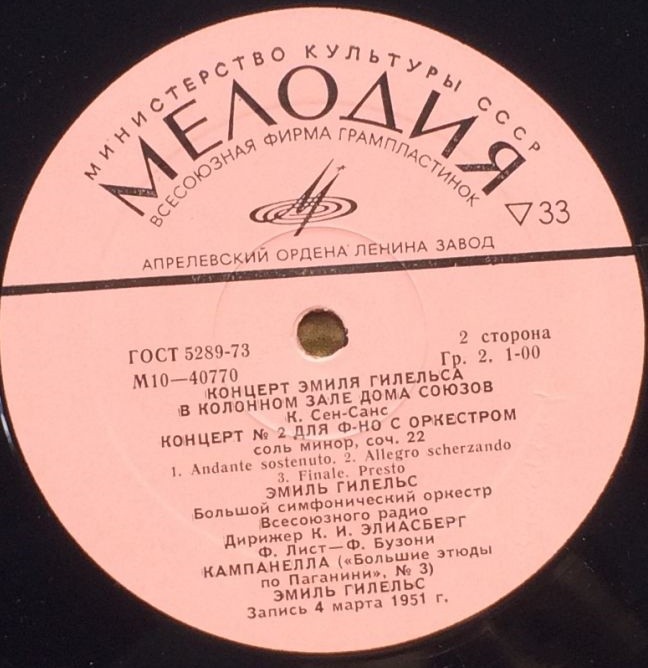 МИНИСТЕРСТВО КУЛЬТУРЫ СССР
МЕЛОДИЯ
ВСЕСОЮЗНАЯ ФИРМА ГРАМПЛАСТИНОК
▽33
АПРЕЛЕВСКИЙ ОРДЕНА ЛЕНИНА ЗАВОД
ГОСТ 5289-73
2 сторона
М10—40770
Гр. 2. 1-00
КОНЦЕРТ ЭМИЛЯ ГИЛЕЛЬСА
В КОЛОННОМ ЗАЛЕ ДОМА СОЮЗОВ
К. Сен-Санс
КОНЦЕРТ № 2 ДЛЯ Ф-НО С ОРКЕСТРОМ
соль минор, соч. 22
1. Andante sostenuto. 2. Allegro scherzando
3. Finale. Presto
ЭМИЛЬ ГИЛЕЛЬС
Большой симфонический оркестр
Всесоюзного радио
Дирижер К. И. ЭЛИАСБЕРГ
Ф. Лист—Ф. Бузони
КАМПАНЕЛЛА («Большие этюды
по Паганини», № 3)
ЭМИЛЬ ГИЛЕЛЬС
Запись 4 марта 1951 г.